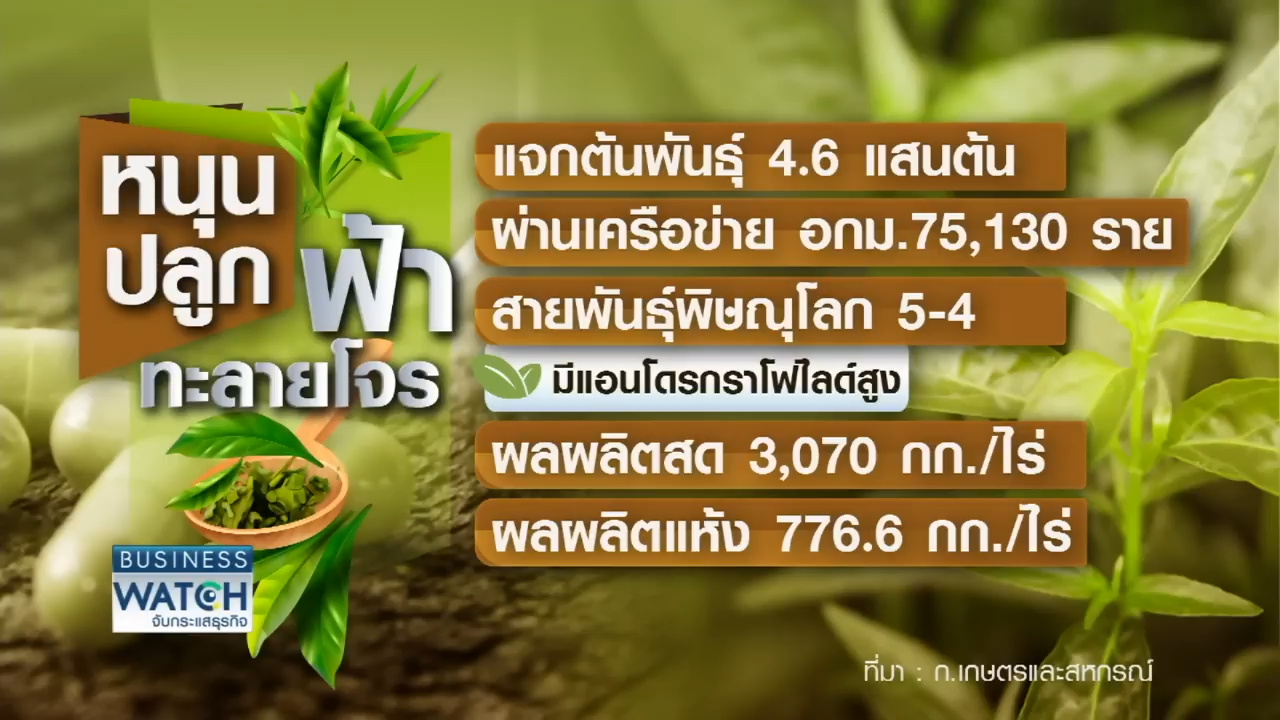 หนุน
ปลูก
ฟ้า
ทะลายโจร
แจกต้นพันธุ์ 4.6 แสนต้น
ผ่านเครือข่าย อกม.75,130 ราย
สายพันธุ์พิษณุโลก 5-4
มีแอนโดรกราโฟไลด์สูง
ผลผลิตสด 3,070 กก./ไร่
ผลผลิตแห้ง 776.6 กก./ไร่
BUSINESS
WATCH
จับกระแสธุรกิจ
ที่มา : ก.เกษตรและสหกรณ์